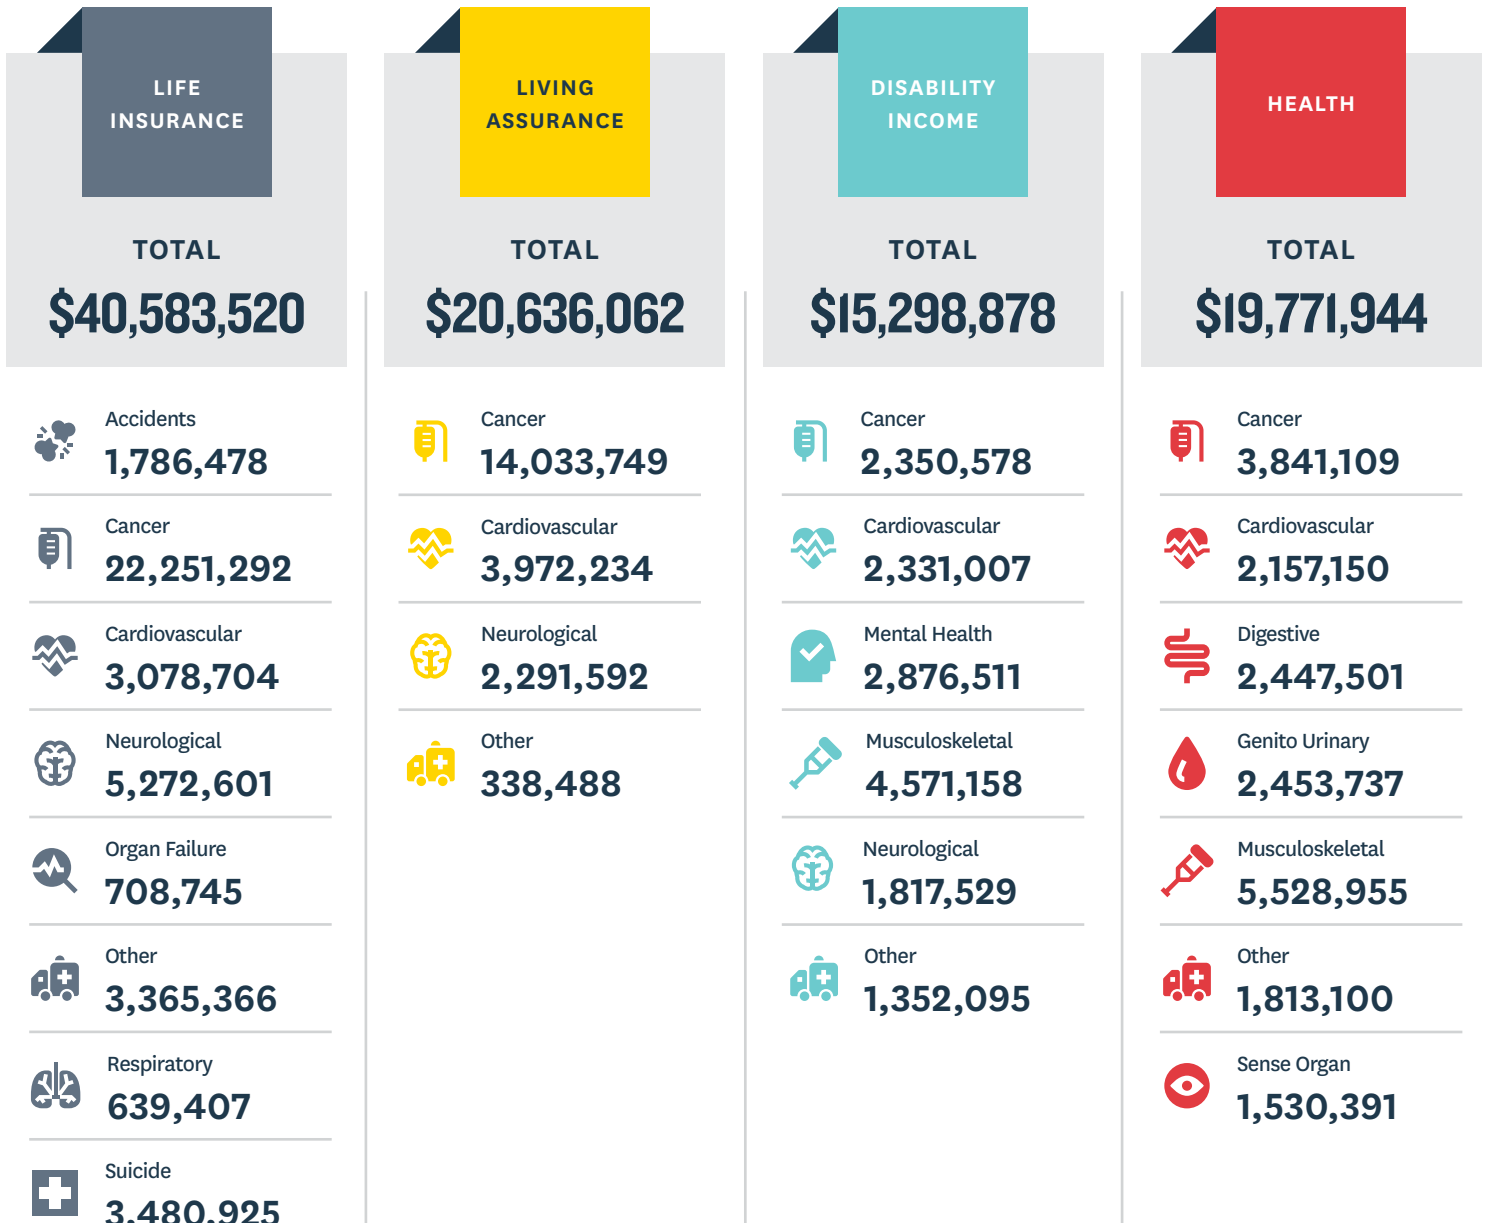 LIFE
INSURANCE
TOTAL
$40,583,520
Accidents
1,786,478
Cancer
22,251,292
Cardiovascular
3,078,704
Neurological
5,272,601
Organ Failure
708,745
Other
3,365,366
Respiratory
639,407
Suicide
3,480,925
LIVING
ASSURANCE
TOTAL
$20,636,062
Cancer
14,033,749
Cardiovascular
3,972,234
Neurological
2,291,592
Other
338,488
DISABILITY
INCOME
TOTAL
$15,298,878
Cancer
2,350,578
Cardiovascular
2,331,007
Mental Health
2,876,511
Musculoskeletal
4,571,158
Neurological
1,817,529
Other
1,352,095
HEALTH
TOTAL
$19,771,944
Cancer
3,841,109
Cardiovascular
2,157,150
Digestive
2,447,501
Genito Urinary
2,453,737
Musculoskeletal
5,528,955
Other
1,813,100
Sense Organ
1,530,391